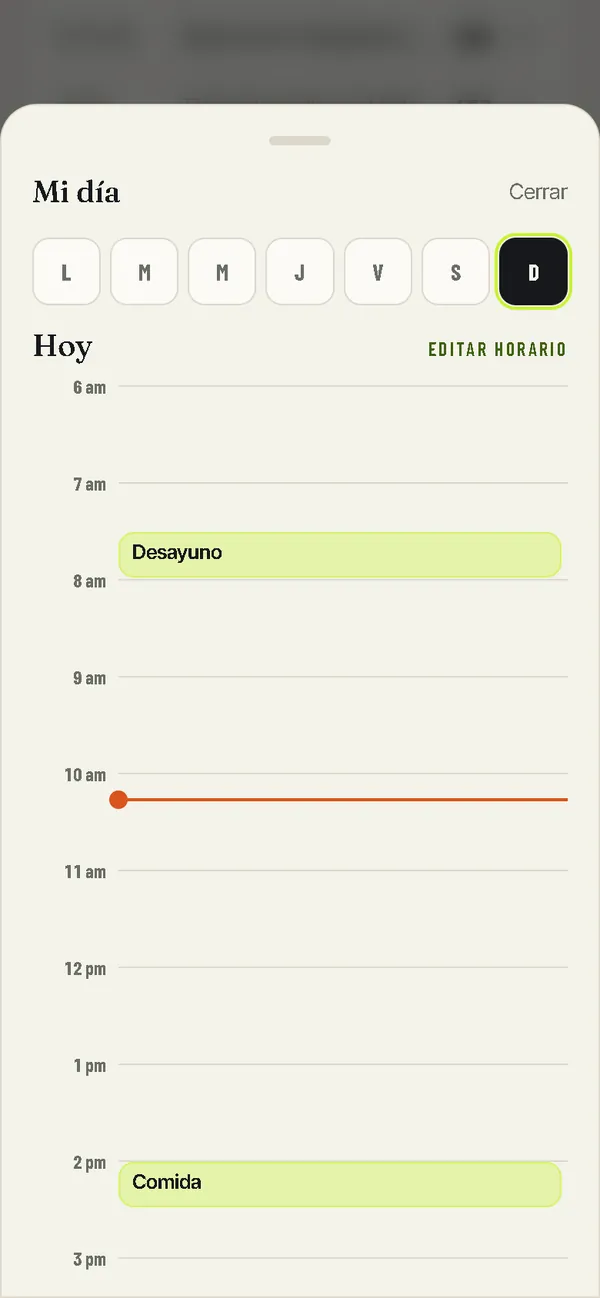 Mi día Cerrar
L M M J V S D
Hoy EDITAR HORARIO
6 am
7 am
Desayuno
8 am
9 am
10 am
11 am
12 pm
1 pm
2 pm
Comida
3 pm